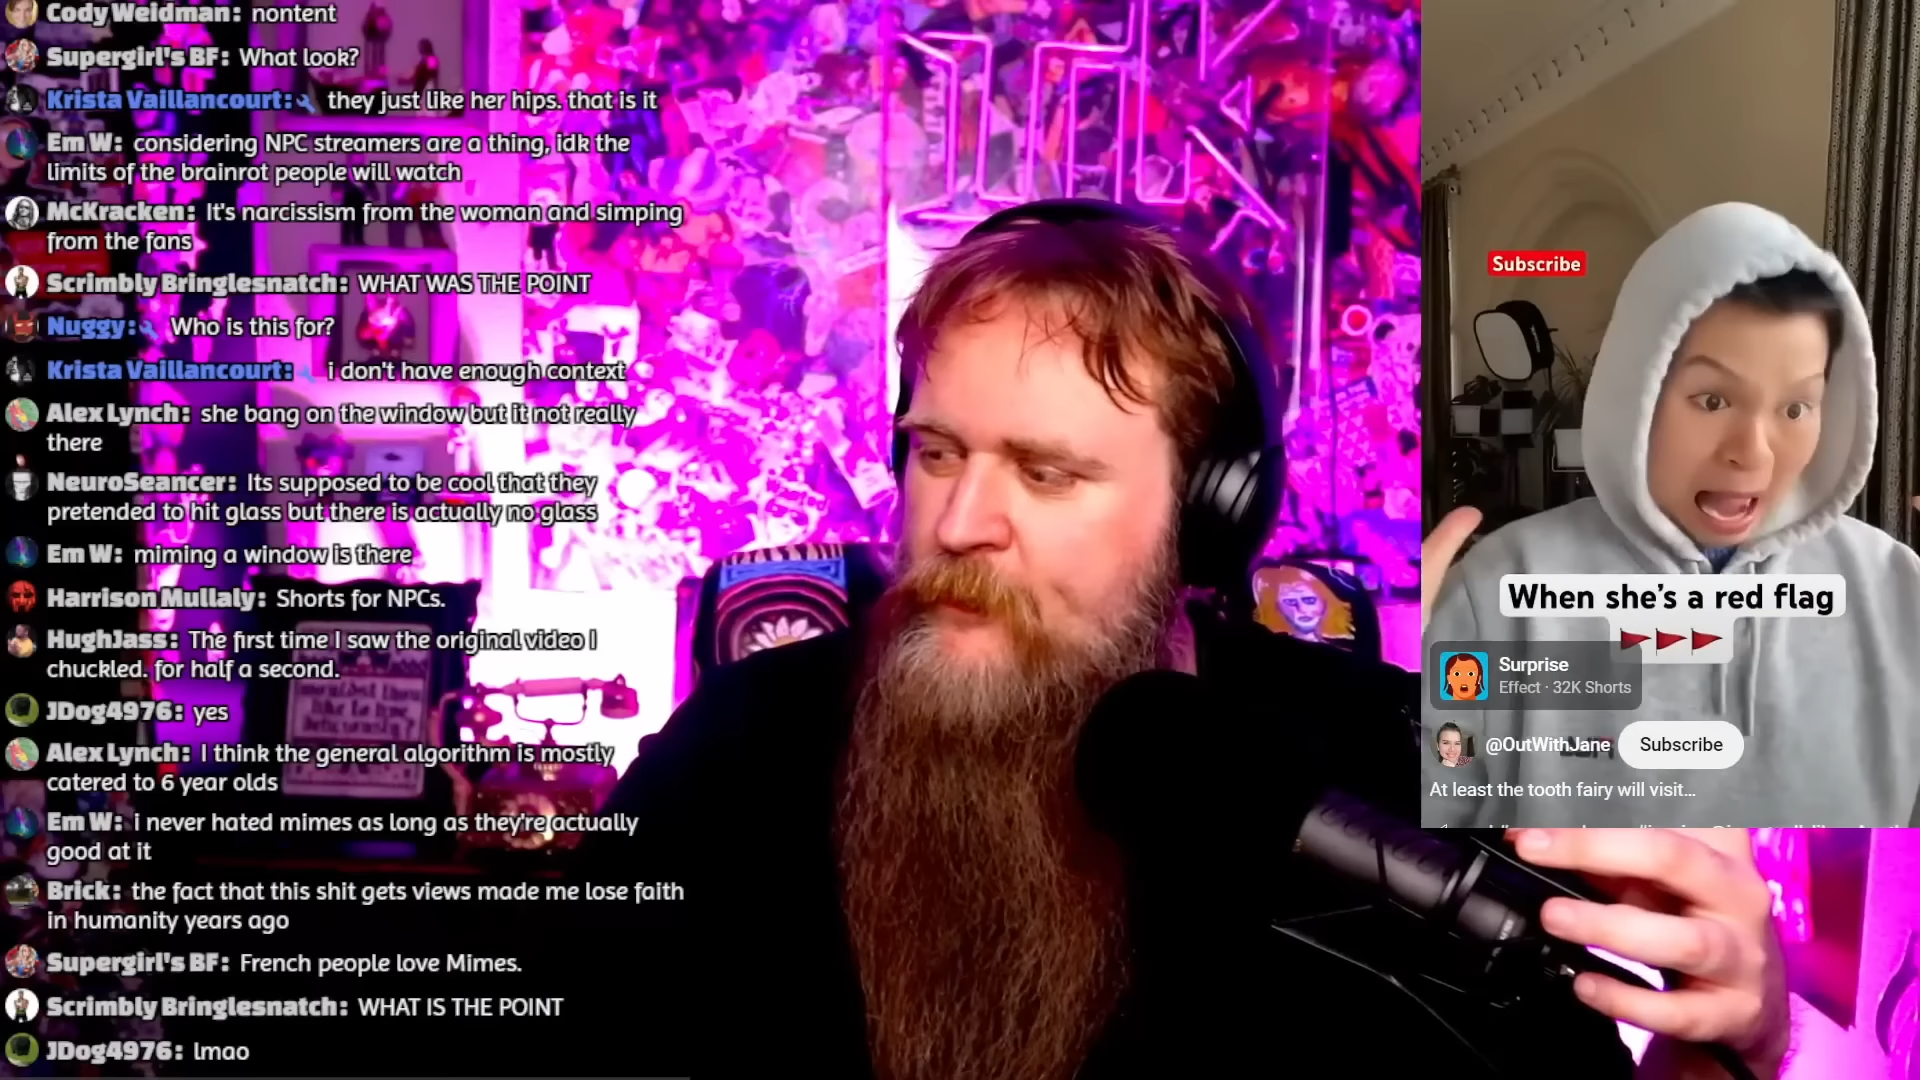 Cody Weidman: nontent
Supergirl's BF: What look?
Krista Vaillancourt: they just like her hips. that is it
Em W: considering NPC streamers are a thing, idk the
limits of the brainrot people will watch
McKracken: It's narcissism from the woman and simping
from the fans
Scrimbly Bringlesnatch: WHAT WAS THE POINT
Nuggy: Who is this for?
Krista Vaillancourt: i don't have enough context
Alex Lynch: she bang on the window but it not really
there
NeuroSeancer: Its supposed to be cool that they
pretended to hit glass but there is actually no glass
Em W: miming a window is there
Harrison Mullaly: Shorts for NPCs.
HughJass: The first time I saw the original video I
chuckled. for half a second.
JDog4976: yes
Alex Lynch: I think the general algorithm is mostly
catered to 6 year olds
Em W: i never hated mimes as long as they're actually
good at it
Brick: the fact that this shit gets views made me lose faith
in humanity years ago
Supergirl's BF: French people love Mimes.
Scrimbly Bringlesnatch: WHAT IS THE POINT
JDog4976: lmao
Subscribe
When she's a red flag
Surprise
Effect · 32K Shorts
@OutWithJane Subscribe
At least the tooth fairy will visit...